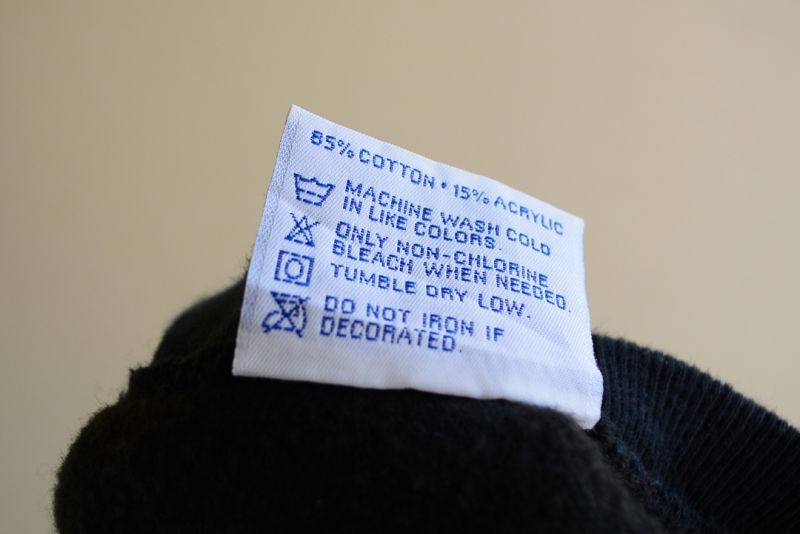 85% COTTON • 15% ACRYLIC
MACHINE WASH COLD
IN LIKE COLORS.
ONLY NON-CHLORINE
BLEACH WHEN NEEDED.
TUMBLE DRY LOW.
DO NOT IRON IF
DECORATED.